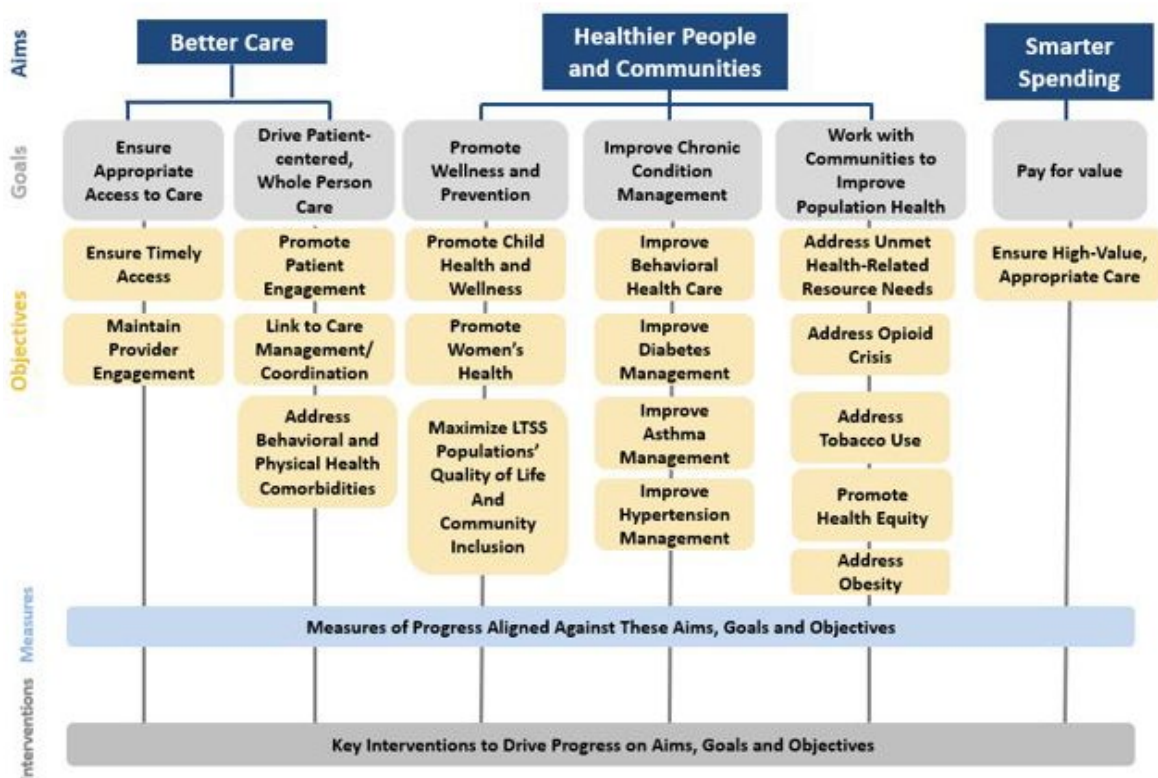 Aims
Better Care
Healthier People
and Communities
Smarter
Spending
Goals
Ensure
Appropriate
Access to Care
Drive Patient-
centered,
Whole Person
Care
Promote
Wellness and
Prevention
Improve Chronic
Condition
Management
Work with
Communities to
Improve
Population Health
Pay for value
Objectives
Ensure Timely
Access
Maintain
Provider
Engagement
Promote
Patient
Engagement
Link to Care
Management/
Coordination
Address
Behavioral and
Physical Health
Comorbidities
Promote Child
Health and
Wellness
Promote
Women's
Health
Maximize LTSS
Populations'
Quality of Life
And
Community
Inclusion
Improve
Behavioral
Health Care
Improve
Diabetes
Management
Improve
Asthma
Management
Improve
Hypertension
Management
Address Unmet
Health-Related
Resource Needs
Address Opioid
Crisis
Address
Tobacco Use
Promote
Health Equity
Address
Obesity
Ensure High-Value,
Appropriate Care
Measures
Measures of Progress Aligned Against These Aims, Goals and Objectives
Interventions
Key Interventions to Drive Progress on Aims, Goals and Objectives